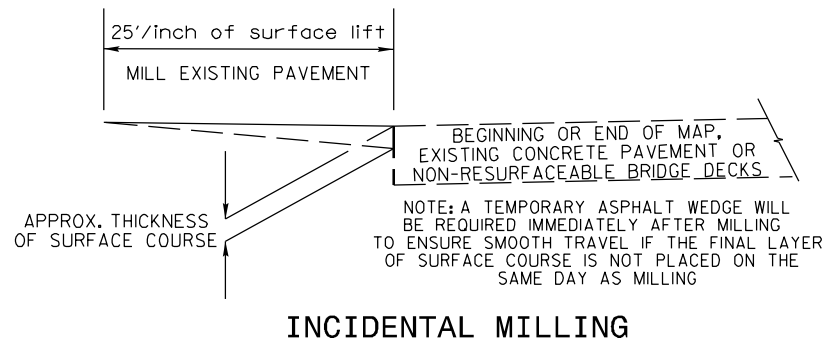 25'/inch of surface lift
MILL EXISTING PAVEMENT
BEGINNING OR END OF MAP,
EXISTING CONCRETE PAVEMENT OR
NON-RESURFACEABLE BRIDGE DECKS
APPROX. THICKNESS
OF SURFACE COURSE
NOTE: A TEMPORARY ASPHALT WEDGE WILL
BE REQUIRED IMMEDIATELY AFTER MILLING
TO ENSURE SMOOTH TRAVEL IF THE FINAL LAYER
OF SURFACE COURSE IS NOT PLACED ON THE
SAME DAY AS MILLING
INCIDENTAL MILLING